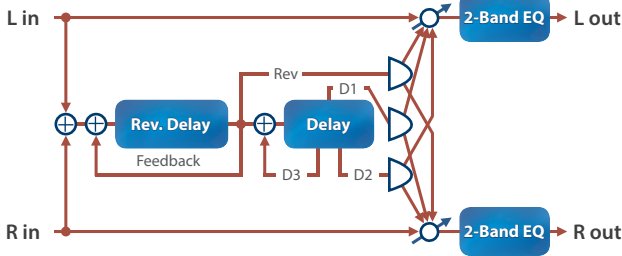 L in
2-Band EQ
L out
Rev
D1
Rev. Delay
Delay
Feedback
D3
D2
R in
2-Band EQ
R out